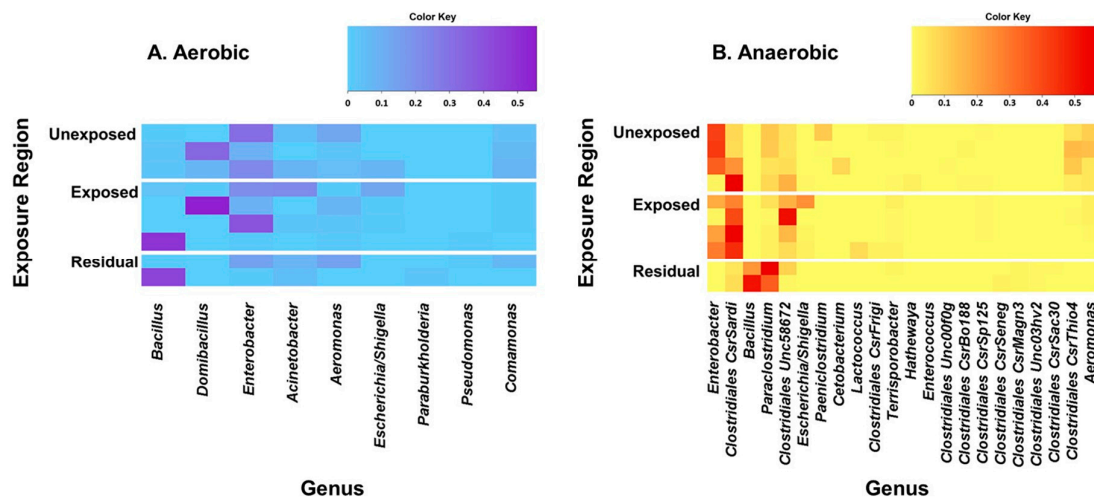 Color Key
A. Aerobic
0 0.1 0.2 0.3 0.4 0.5
Exposure Region
Unexposed
Exposed
Residual
Bacillus
Domibacillus
Enterobacter
Acinetobacter
Aeromonas
Escherichia/Shigella
Paraburkholderia
Pseudomonas
Comamonas
Genus
Color Key
B. Anaerobic
0 0.1 0.2 0.3 0.4 0.5
Exposure Region
Unexposed
Exposed
Residual
Enterobacter
Clostridiales CsrSardi
Bacillus
Paraclostridium
Clostridiales Unc58672
Escherichia/Shigella
Paeniclostridium
Cetobacterium
Lactococcus
Clostridiales CsrFrigi
Terrisporobacter
Hathewaya
Enterococcus
Clostridiales Unc00f0g
Clostridiales CsrBo188
Clostridiales CsrSp125
Clostridiales CsrSeneg
Clostridiales CsrMagn3
Clostridiales Unc03hv2
Clostridiales CsrSac30
Clostridiales CsrThio4
Aeromonas
Genus